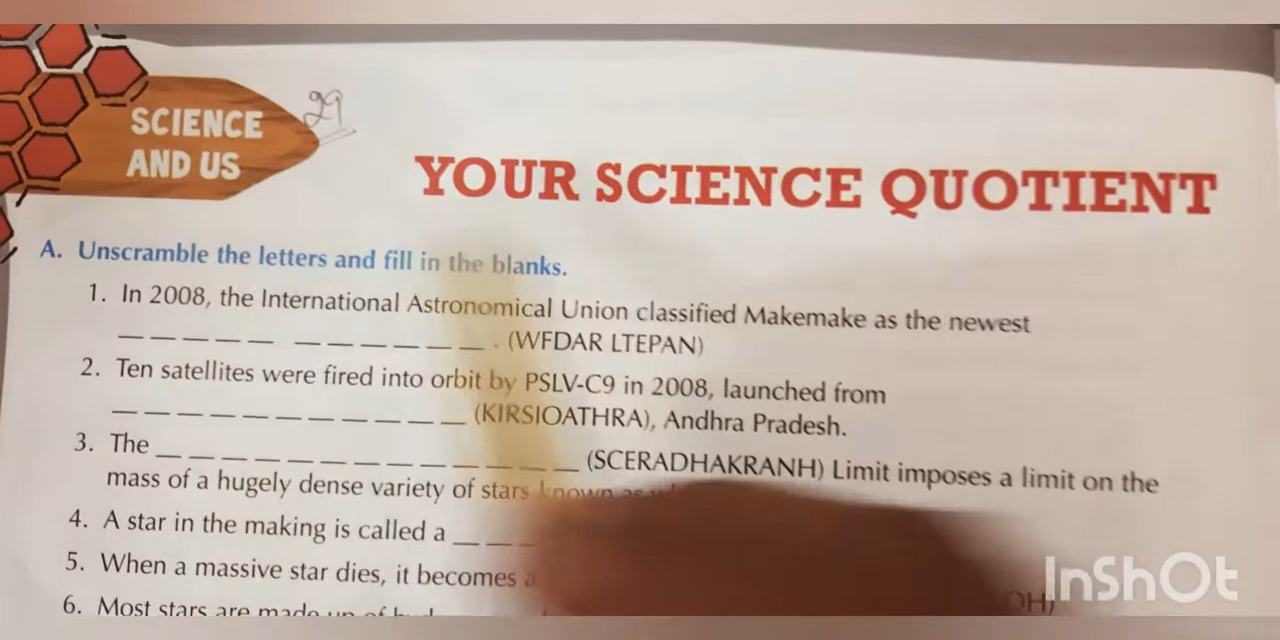 SCIENCE
AND US
29
YOUR SCIENCE QUOTIENT
A. Unscramble the letters and fill in the blanks.
1. In 2008, the International Astronomical Union classified Makemake as the newest
_ _ _ _ _ _ _ _ _ _ _ . (WFDAR LTEPAN)
2. Ten satellites were fired into orbit by PSLV-C9 in 2008, launched from
_ _ _ _ _ _ _ _ _ _ _ (KIRSIOATHRA), Andhra Pradesh.
3. The _ _ _ _ _ _ _ _ _ _ _ _ _ (SCERADHAKRANH) Limit imposes a limit on the
mass of a hugely dense variety of stars known as
4. A star in the making is called a _ _ _
5. When a massive star dies, it becomes a
OH)
6. Most stars are made up of
InShOt